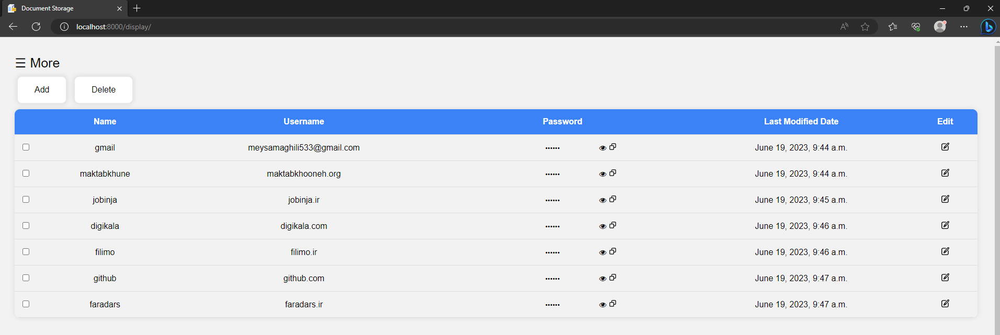 Document Storage
localhost:8000/display/
☰ More
Add Delete
Name Username Password Last Modified Date Edit
gmail meysamaghili533@gmail.com •••••• June 19, 2023, 9:44 a.m.
maktabkhune maktabkhooneh.org •••••• June 19, 2023, 9:44 a.m.
jobinja jobinja.ir •••••• June 19, 2023, 9:45 a.m.
digikala digikala.com •••••• June 19, 2023, 9:46 a.m.
filimo filimo.ir •••••• June 19, 2023, 9:46 a.m.
github github.com •••••• June 19, 2023, 9:47 a.m.
faradars faradars.ir •••••• June 19, 2023, 9:47 a.m.